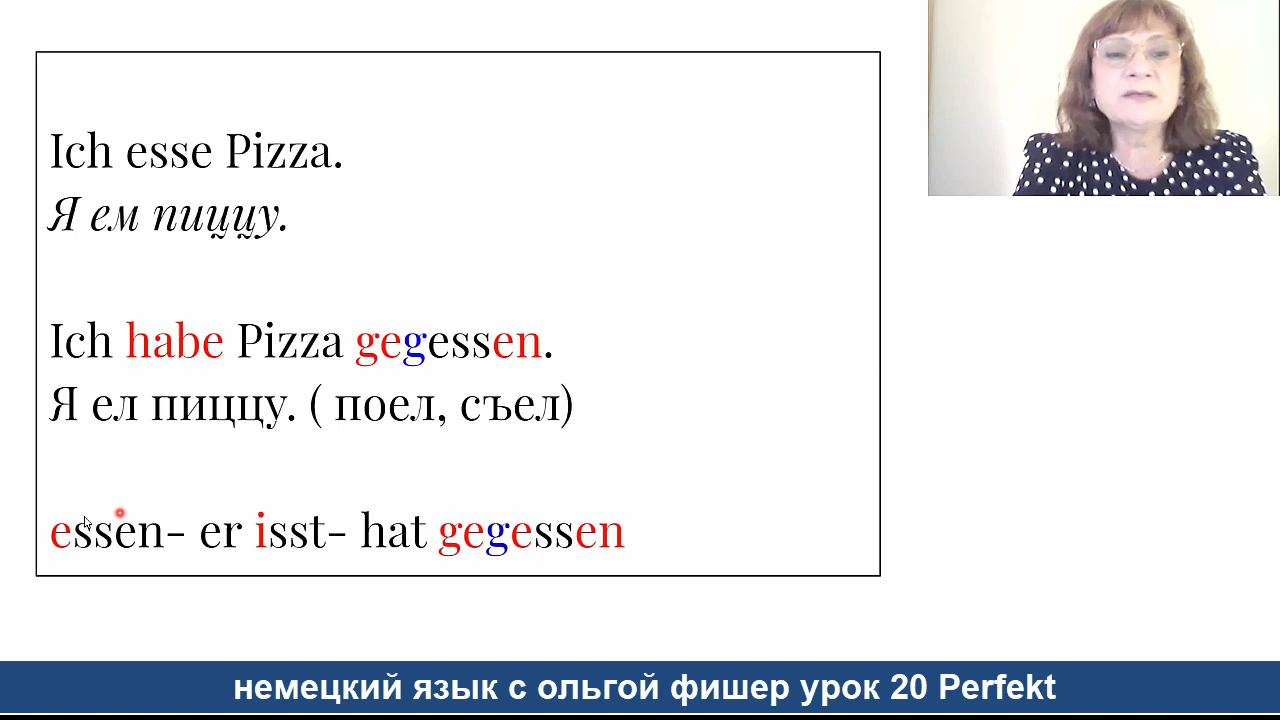 Ich esse Pizza.
Я ем пиццу.
Ich habe Pizza gegessen.
Я ел пиццу. ( поел, съел)
essen- er isst- hat gegessen
немецкий язык с ольгой фишер урок 20 Perfekt